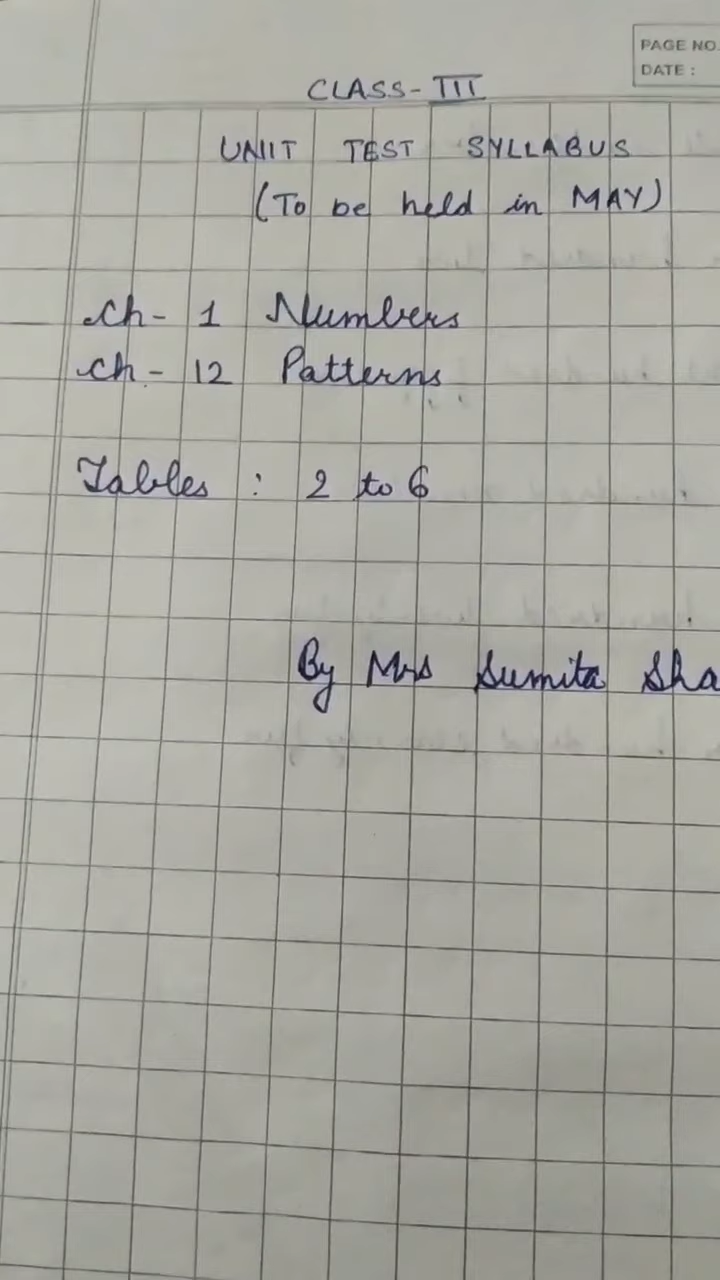 PAGE NO.
DATE :
CLASS- III
UNIT TEST SYLLABUS
(To be held in MAY)
Ch- 1 Numbers
Ch- 12 Patterns
Tables : 2 to 6
By Mrs Sumita Sha